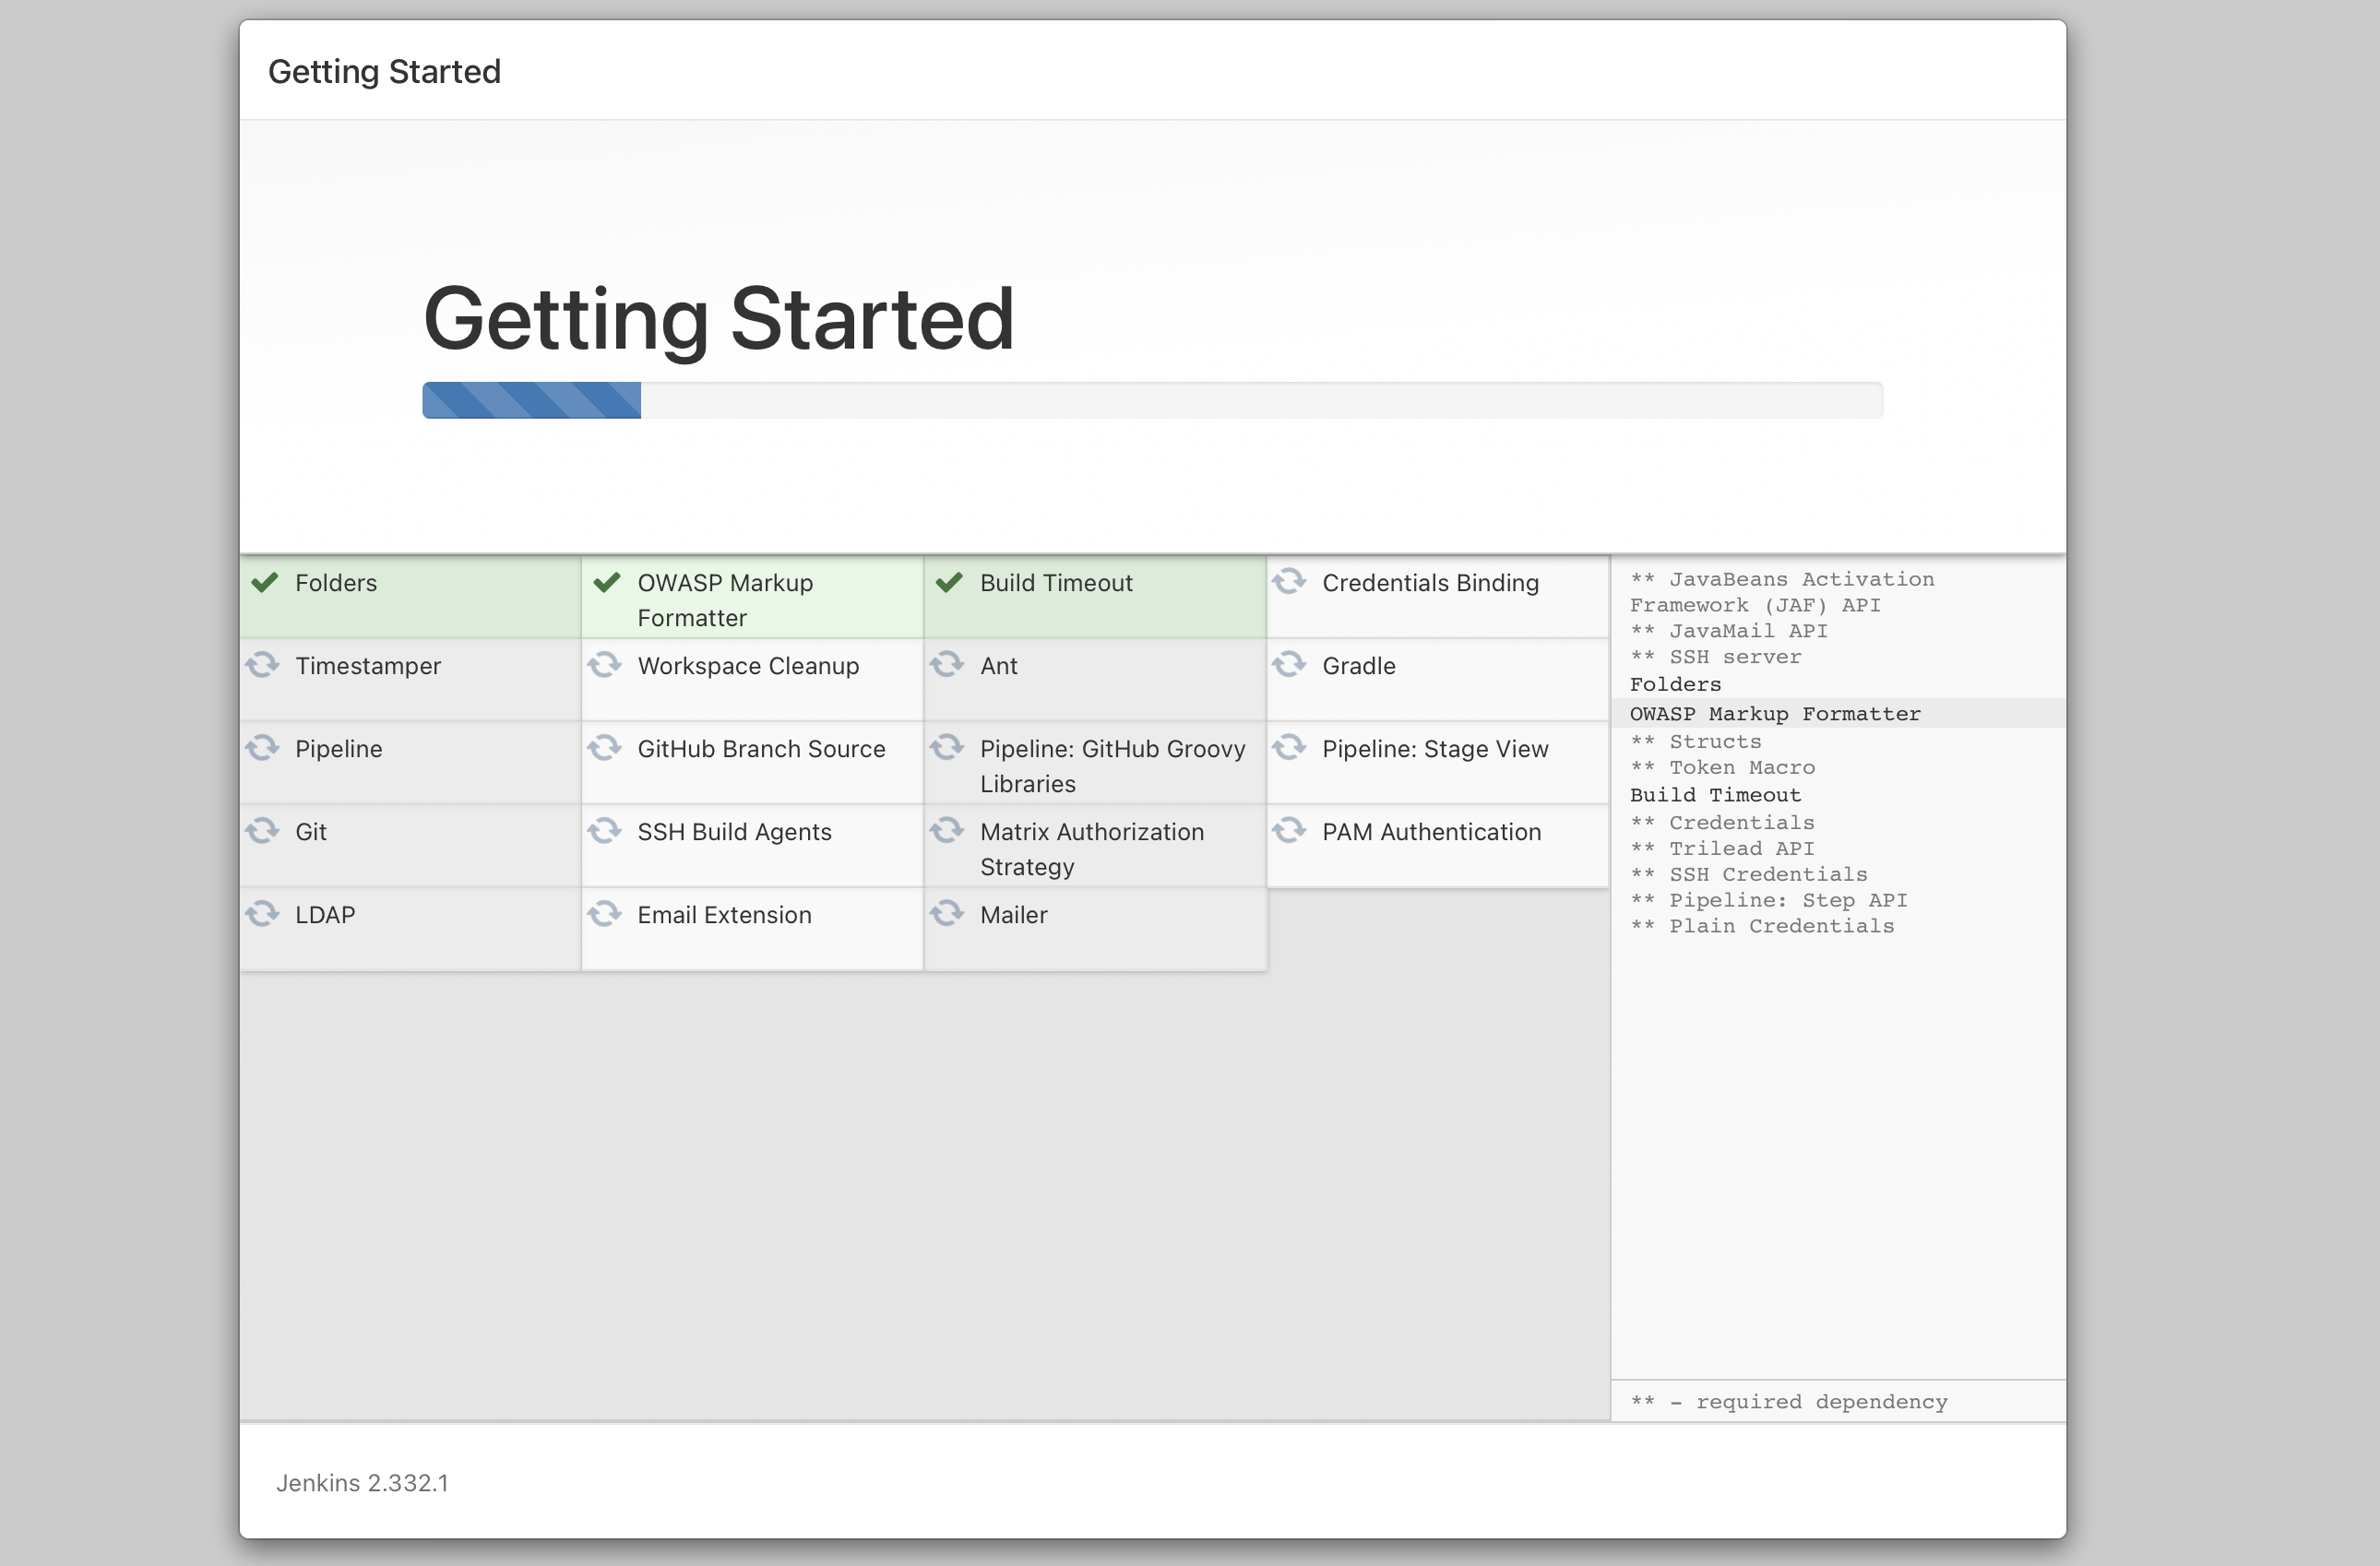 Getting Started
Getting Started
Folders
OWASP Markup
Formatter
Build Timeout
Credentials Binding
Timestamper
Workspace Cleanup
Ant
Gradle
Pipeline
GitHub Branch Source
Pipeline: GitHub Groovy
Libraries
Pipeline: Stage View
Git
SSH Build Agents
Matrix Authorization
Strategy
PAM Authentication
LDAP
Email Extension
Mailer
** JavaBeans Activation
Framework (JAF) API
** JavaMail API
** SSH server
Folders
OWASP Markup Formatter
** Structs
** Token Macro
Build Timeout
** Credentials
** Trilead API
** SSH Credentials
** Pipeline: Step API
** Plain Credentials
** - required dependency
Jenkins 2.332.1